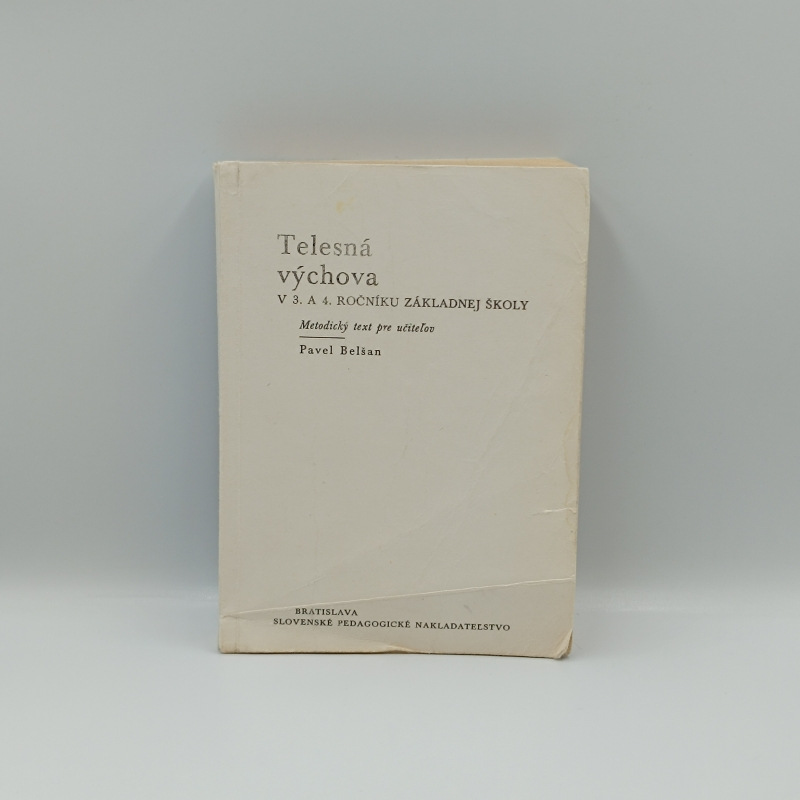 Telesná
výchova
V 3. A 4. ROČNÍKU ZÁKLADNEJ ŠKOLY
Metodický text pre učiteľov
Pavel Belšan
BRATISLAVA
SLOVENSKÉ PEDAGOGICKÉ NAKLADATEĽSTVO